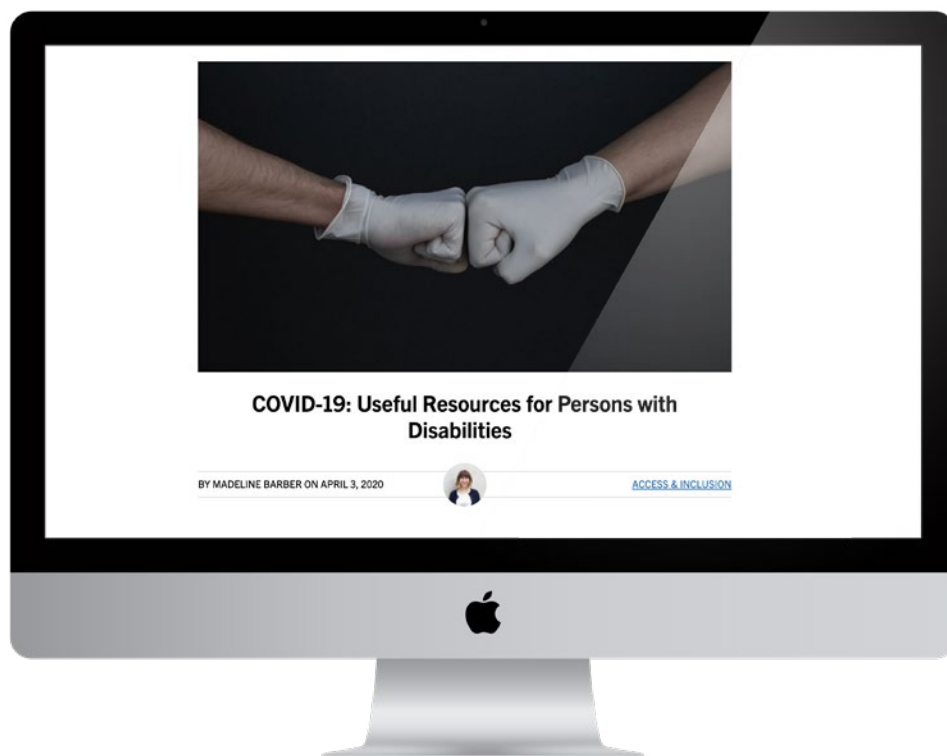 COVID-19: Useful Resources for Persons with
Disabilities
BY MADELINE BARBER ON APRIL 3, 2020
ACCESS & INCLUSION